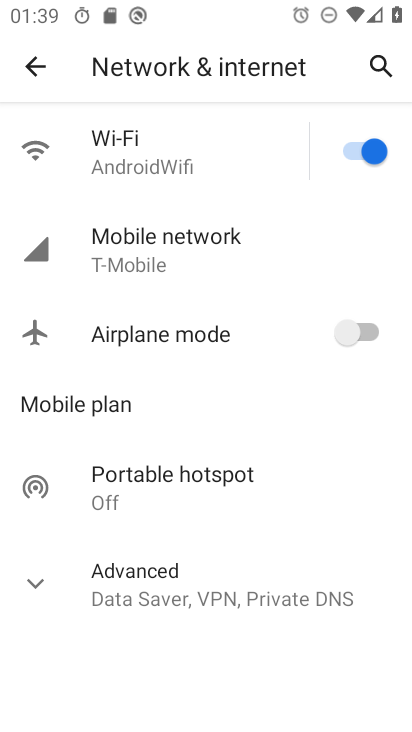 01:39
Network & internet
Wi-Fi
AndroidWifi
Mobile network
T-Mobile
Airplane mode
Mobile plan
Portable hotspot
Off
Advanced
Data Saver, VPN, Private DNS